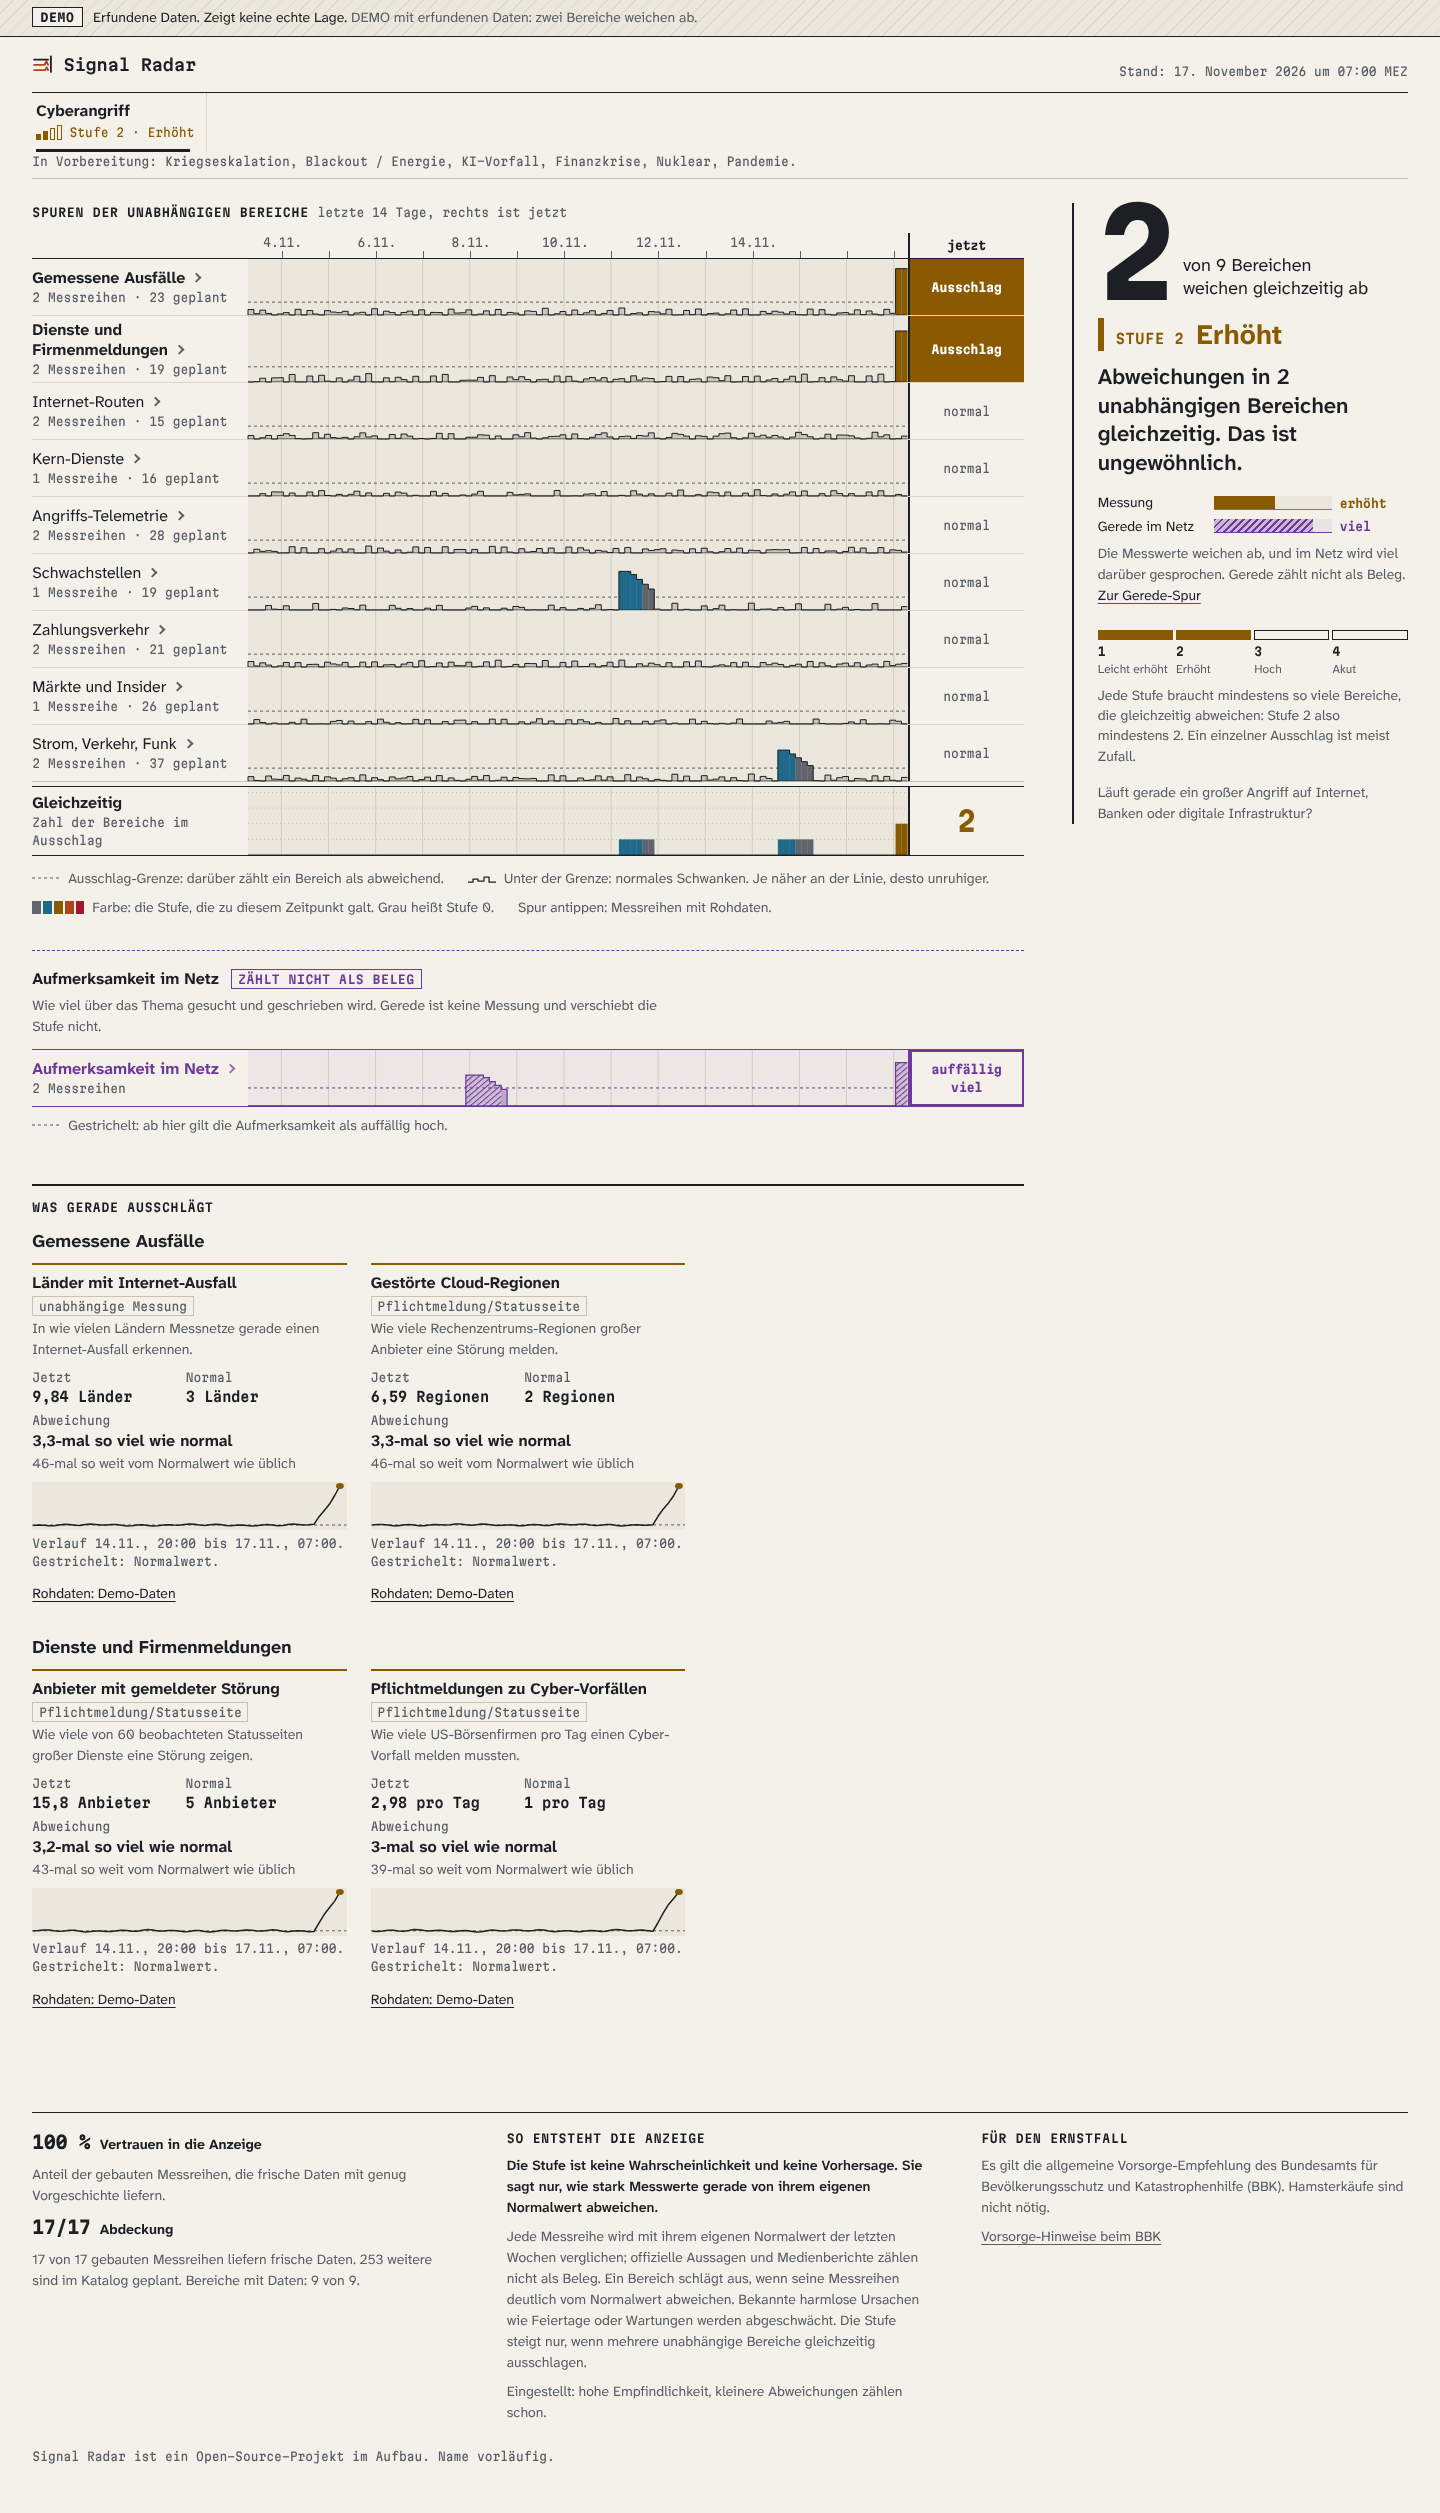 DEMO Erfundene Daten. Zeigt keine echte Lage. DEMO mit erfundenen Daten: zwei Bereiche weichen ab.
Signal Radar
Stand: 17. November 2026 um 07:00 MEZ
Cyberangriff
Stufe 2 · Erhöht
In Vorbereitung: Kriegseskalation, Blackout / Energie, KI-Vorfall, Finanzkrise, Nuklear, Pandemie.
SPUREN DER UNABHÄNGIGEN BEREICHE letzte 14 Tage, rechts ist jetzt
4.11. 6.11. 8.11. 10.11. 12.11. 14.11. jetzt
Gemessene Ausfälle
2 Messreihen · 23 geplant
Ausschlag
Dienste und
Firmenmeldungen
2 Messreihen · 19 geplant
Ausschlag
Internet-Routen
2 Messreihen · 15 geplant
normal
Kern-Dienste
1 Messreihe · 16 geplant
normal
Angriffs-Telemetrie
2 Messreihen · 28 geplant
normal
Schwachstellen
1 Messreihe · 19 geplant
normal
Zahlungsverkehr
2 Messreihen · 21 geplant
normal
Märkte und Insider
1 Messreihe · 26 geplant
normal
Strom, Verkehr, Funk
2 Messreihen · 37 geplant
normal
Gleichzeitig
Zahl der Bereiche im
Ausschlag
2
Ausschlag-Grenze: darüber zählt ein Bereich als abweichend. Unter der Grenze: normales Schwanken. Je näher an der Linie, desto unruhiger.
Farbe: die Stufe, die zu diesem Zeitpunkt galt. Grau heißt Stufe 0. Spur antippen: Messreihen mit Rohdaten.
2 von 9 Bereichen
weichen gleichzeitig ab
STUFE 2 Erhöht
Abweichungen in 2
unabhängigen Bereichen
gleichzeitig. Das ist
ungewöhnlich.
Messung erhöht
Gerede im Netz viel
Die Messwerte weichen ab, und im Netz wird viel
darüber gesprochen. Gerede zählt nicht als Beleg.
Zur Gerede-Spur
1 2 3 4
Leicht erhöht Erhöht Hoch Akut
Jede Stufe braucht mindestens so viele Bereiche,
die gleichzeitig abweichen: Stufe 2 also
mindestens 2. Ein einzelner Ausschlag ist meist
Zufall.
Läuft gerade ein großer Angriff auf Internet,
Banken oder digitale Infrastruktur?
Aufmerksamkeit im Netz ZÄHLT NICHT ALS BELEG
Wie viel über das Thema gesucht und geschrieben wird. Gerede ist keine Messung und verschiebt die
Stufe nicht.
Aufmerksamkeit im Netz
2 Messreihen
auffällig
viel
Gestrichelt: ab hier gilt die Aufmerksamkeit als auffällig hoch.
WAS GERADE AUSSCHLÄGT
Gemessene Ausfälle
Länder mit Internet-Ausfall
unabhängige Messung
In wie vielen Ländern Messnetze gerade einen
Internet-Ausfall erkennen.
Jetzt Normal
9,84 Länder 3 Länder
Abweichung
3,3-mal so viel wie normal
46-mal so weit vom Normalwert wie üblich
Verlauf 14.11., 20:00 bis 17.11., 07:00.
Gestrichelt: Normalwert.
Rohdaten: Demo-Daten
Gestörte Cloud-Regionen
Pflichtmeldung/Statusseite
Wie viele Rechenzentrums-Regionen großer
Anbieter eine Störung melden.
Jetzt Normal
6,59 Regionen 2 Regionen
Abweichung
3,3-mal so viel wie normal
46-mal so weit vom Normalwert wie üblich
Verlauf 14.11., 20:00 bis 17.11., 07:00.
Gestrichelt: Normalwert.
Rohdaten: Demo-Daten
Dienste und Firmenmeldungen
Anbieter mit gemeldeter Störung
Pflichtmeldung/Statusseite
Wie viele von 60 beobachteten Statusseiten
großer Dienste eine Störung zeigen.
Jetzt Normal
15,8 Anbieter 5 Anbieter
Abweichung
3,2-mal so viel wie normal
43-mal so weit vom Normalwert wie üblich
Verlauf 14.11., 20:00 bis 17.11., 07:00.
Gestrichelt: Normalwert.
Rohdaten: Demo-Daten
Pflichtmeldungen zu Cyber-Vorfällen
Pflichtmeldung/Statusseite
Wie viele US-Börsenfirmen pro Tag einen Cyber-
Vorfall melden mussten.
Jetzt Normal
2,98 pro Tag 1 pro Tag
Abweichung
3-mal so viel wie normal
39-mal so weit vom Normalwert wie üblich
Verlauf 14.11., 20:00 bis 17.11., 07:00.
Gestrichelt: Normalwert.
Rohdaten: Demo-Daten
100 % Vertrauen in die Anzeige
Anteil der gebauten Messreihen, die frische Daten mit genug
Vorgeschichte liefern.
17/17 Abdeckung
17 von 17 gebauten Messreihen liefern frische Daten. 253 weitere
sind im Katalog geplant. Bereiche mit Daten: 9 von 9.
SO ENTSTEHT DIE ANZEIGE
Die Stufe ist keine Wahrscheinlichkeit und keine Vorhersage. Sie
sagt nur, wie stark Messwerte gerade von ihrem eigenen
Normalwert abweichen.
Jede Messreihe wird mit ihrem eigenen Normalwert der letzten
Wochen verglichen; offizielle Aussagen und Medienberichte zählen
nicht als Beleg. Ein Bereich schlägt aus, wenn seine Messreihen
deutlich vom Normalwert abweichen. Bekannte harmlose Ursachen
wie Feiertage oder Wartungen werden abgeschwächt. Die Stufe
steigt nur, wenn mehrere unabhängige Bereiche gleichzeitig
ausschlagen.
Eingestellt: hohe Empfindlichkeit, kleinere Abweichungen zählen
schon.
FÜR DEN ERNSTFALL
Es gilt die allgemeine Vorsorge-Empfehlung des Bundesamts für
Bevölkerungsschutz und Katastrophenhilfe (BBK). Hamsterkäufe sind
nicht nötig.
Vorsorge-Hinweise beim BBK
Signal Radar ist ein Open-Source-Projekt im Aufbau. Name vorläufig.